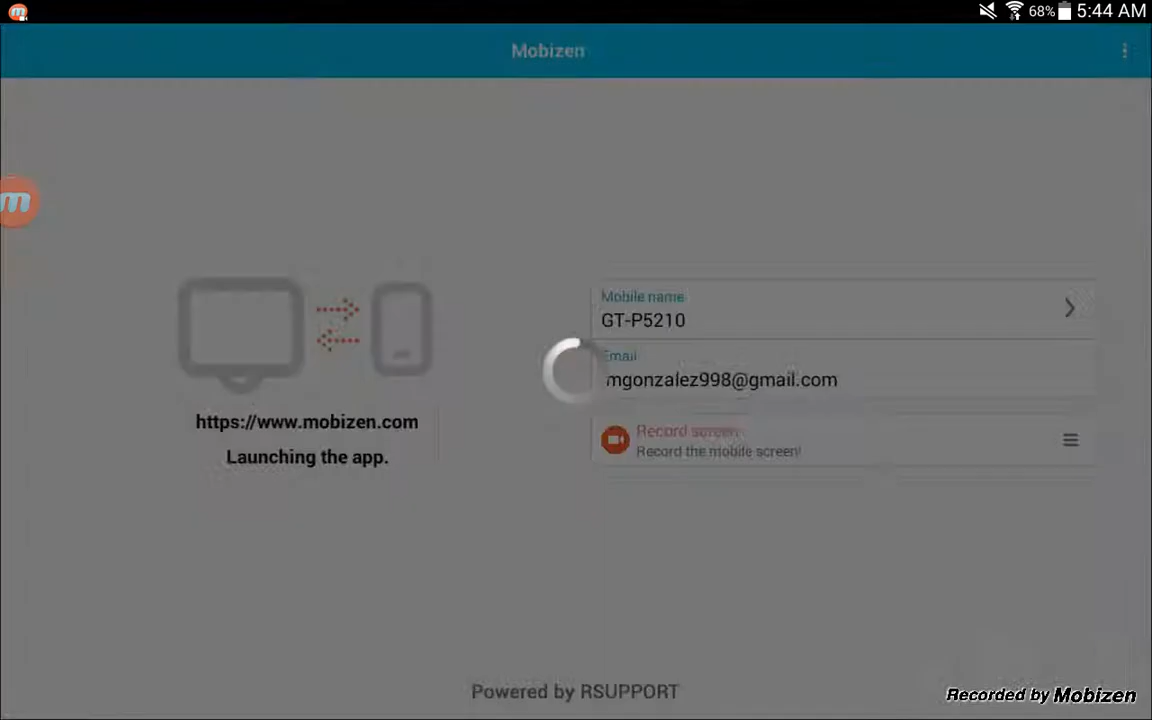 68% 5:44 AM
Mobizen
m
Mobile name
GT-P5210
Email
mgonzalez998@gmail.com
https://www.mobizen.com
Launching the app.
Record screen
Record the mobile screen!
Powered by RSUPPORT
Recorded by Mobizen